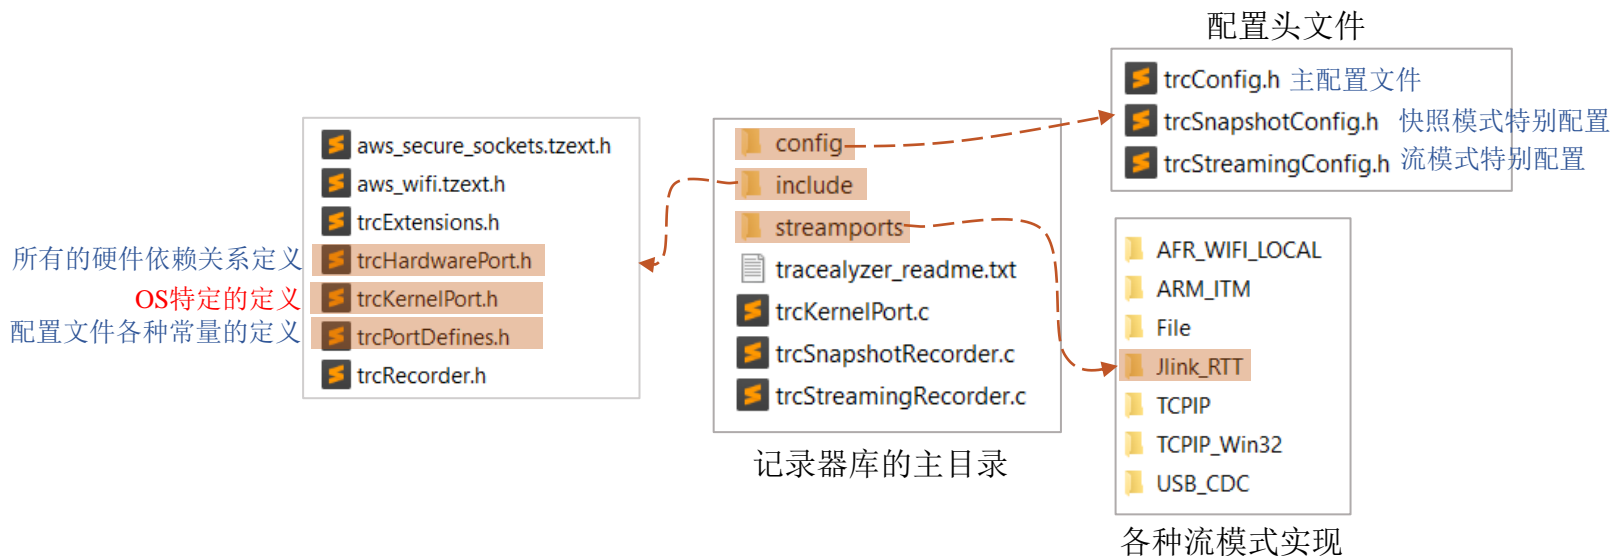 配置头文件
trcConfig.h 主配置文件
trcSnapshotConfig.h 快照模式特别配置
trcStreamingConfig.h 流模式特别配置
aws_secure_sockets.tzext.h
aws_wifi.tzext.h
trcExtensions.h
所有的硬件依赖关系定义 trcHardwarePort.h
OS特定的定义 trcKernelPort.h
配置文件各种常量的定义 trcPortDefines.h
trcRecorder.h
config
include
streamports
tracealyzer_readme.txt
trcKernelPort.c
trcSnapshotRecorder.c
trcStreamingRecorder.c
记录器库的主目录
AFR_WIFI_LOCAL
ARM_ITM
File
Jlink_RTT
TCPIP
TCPIP_Win32
USB_CDC
各种流模式实现